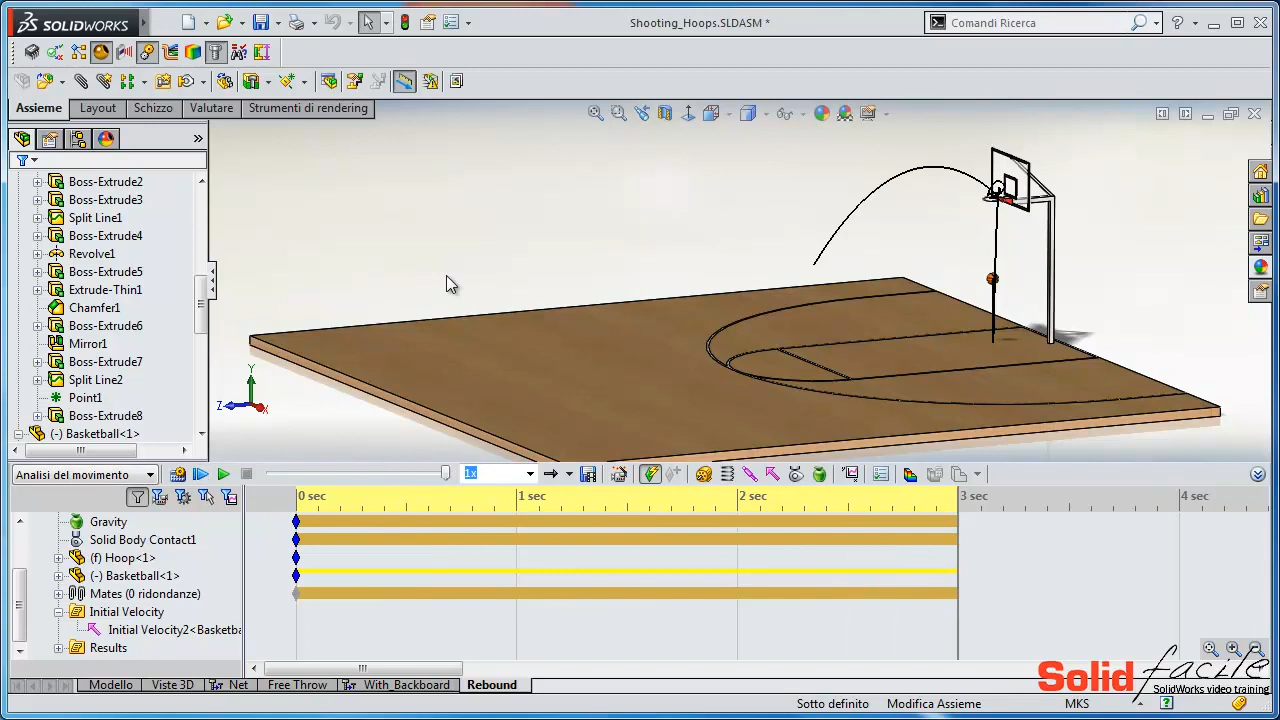 SOLIDWORKS
Shooting_Hoops.SLDASM *
Comandi Ricerca
Assieme
Layout
Schizzo
Valutare
Strumenti di rendering
Boss-Extrude2
Boss-Extrude3
Split Line1
Boss-Extrude4
Revolve1
Boss-Extrude5
Extrude-Thin1
Chamfer1
Boss-Extrude6
Mirror1
Boss-Extrude7
Split Line2
Point1
Boss-Extrude8
(-) Basketball<1>
Y
Z
X
Analisi del movimento
1x
0 sec
1 sec
2 sec
3 sec
4 sec
Gravity
Solid Body Contact1
(f) Hoop<1>
(-) Basketball<1>
Mates (0 ridondanze)
Initial Velocity
Initial Velocity2<Basketba
Results
Modello
Viste 3D
Net
Free Throw
With_Backboard
Rebound
Solid facile
SolidWorks video training
Sotto definito
Modifica Assieme
MKS